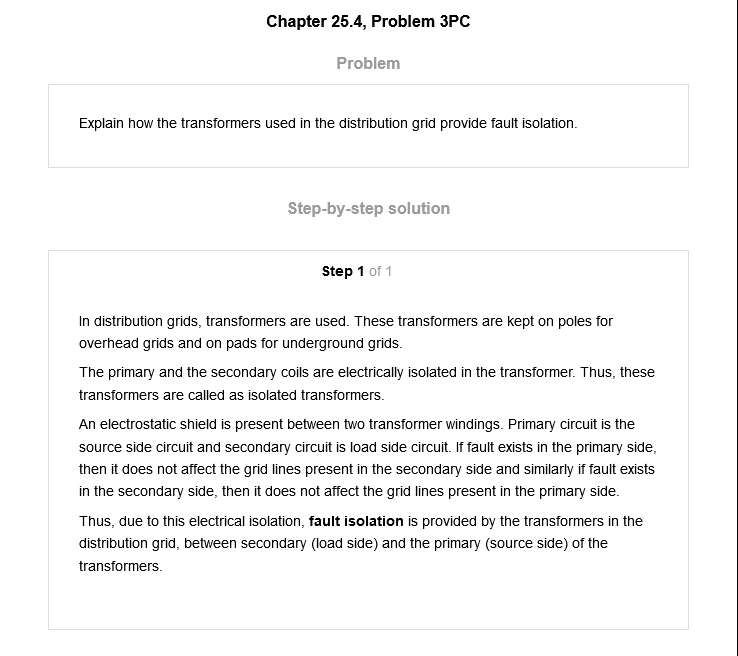 Chapter 25.4, Problem 3PC
Problem
Explain how the transformers used in the distribution grid provide fault isolation.
Step-by-step solution
Step 1 of 1
In distribution grids, transformers are used. These transformers are kept on poles for
overhead grids and on pads for underground grids.
The primary and the secondary coils are electrically isolated in the transformer. Thus, these
transformers are called as isolated transformers.
An electrostatic shield is present between two transformer windings. Primary circuit is the
source side circuit and secondary circuit is load side circuit. If fault exists in the primary side,
then it does not affect the grid lines present in the secondary side and similarly if fault exists
in the secondary side, then it does not affect the grid lines present in the primary side.
Thus, due to this electrical isolation, fault isolation is provided by the transformers in the
distribution grid, between secondary (load side) and the primary (source side) of the
transformers.